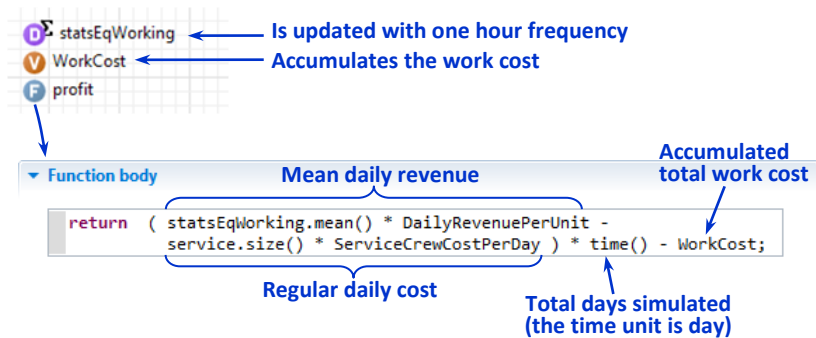 D Σ statsEqWorking
Is updated with one hour frequency
V WorkCost
Accumulates the work cost
F profit
Function body
Mean daily revenue
Accumulated
total work cost
return ( statsEqWorking.mean() * DailyRevenuePerUnit -
service.size() * ServiceCrewCostPerDay ) * time() - WorkCost;
Regular daily cost
Total days simulated
(the time unit is day)